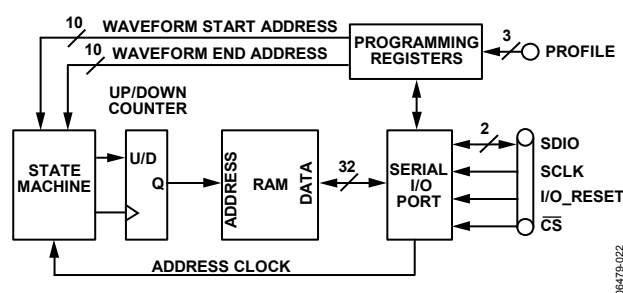 10 WAVEFORM START ADDRESS
10 WAVEFORM END ADDRESS
PROGRAMMING
REGISTERS
3
PROFILE
UP/DOWN
COUNTER
STATE
MACHINE
U/D
Q
ADDRESS
RAM
DATA
32
SERIAL
I/O
PORT
2
SDIO
SCLK
I/O_RESET
CS
ADDRESS CLOCK
06479-022